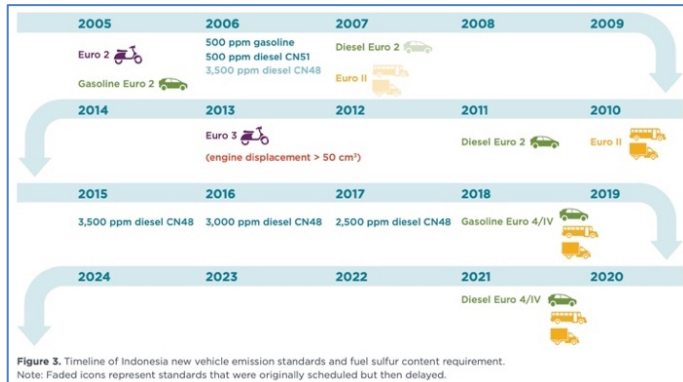 2005 2006 2007 2008 2009
Euro 2
Gasoline Euro 2
500 ppm gasoline
500 ppm diesel CN51
3,500 ppm diesel CN48
Diesel Euro 2
Euro II
2014 2013 2012 2011 2010
Euro 3
(engine displacement > 50 cm³)
Diesel Euro 2
Euro II
2015 2016 2017 2018 2019
3,500 ppm diesel CN48
3,000 ppm diesel CN48
2,500 ppm diesel CN48
Gasoline Euro 4/IV
2024 2023 2022 2021 2020
Diesel Euro 4/IV
Figure 3. Timeline of Indonesia new vehicle emission standards and fuel sulfur content requirement.
Note: Faded icons represent standards that were originally scheduled but then delayed.